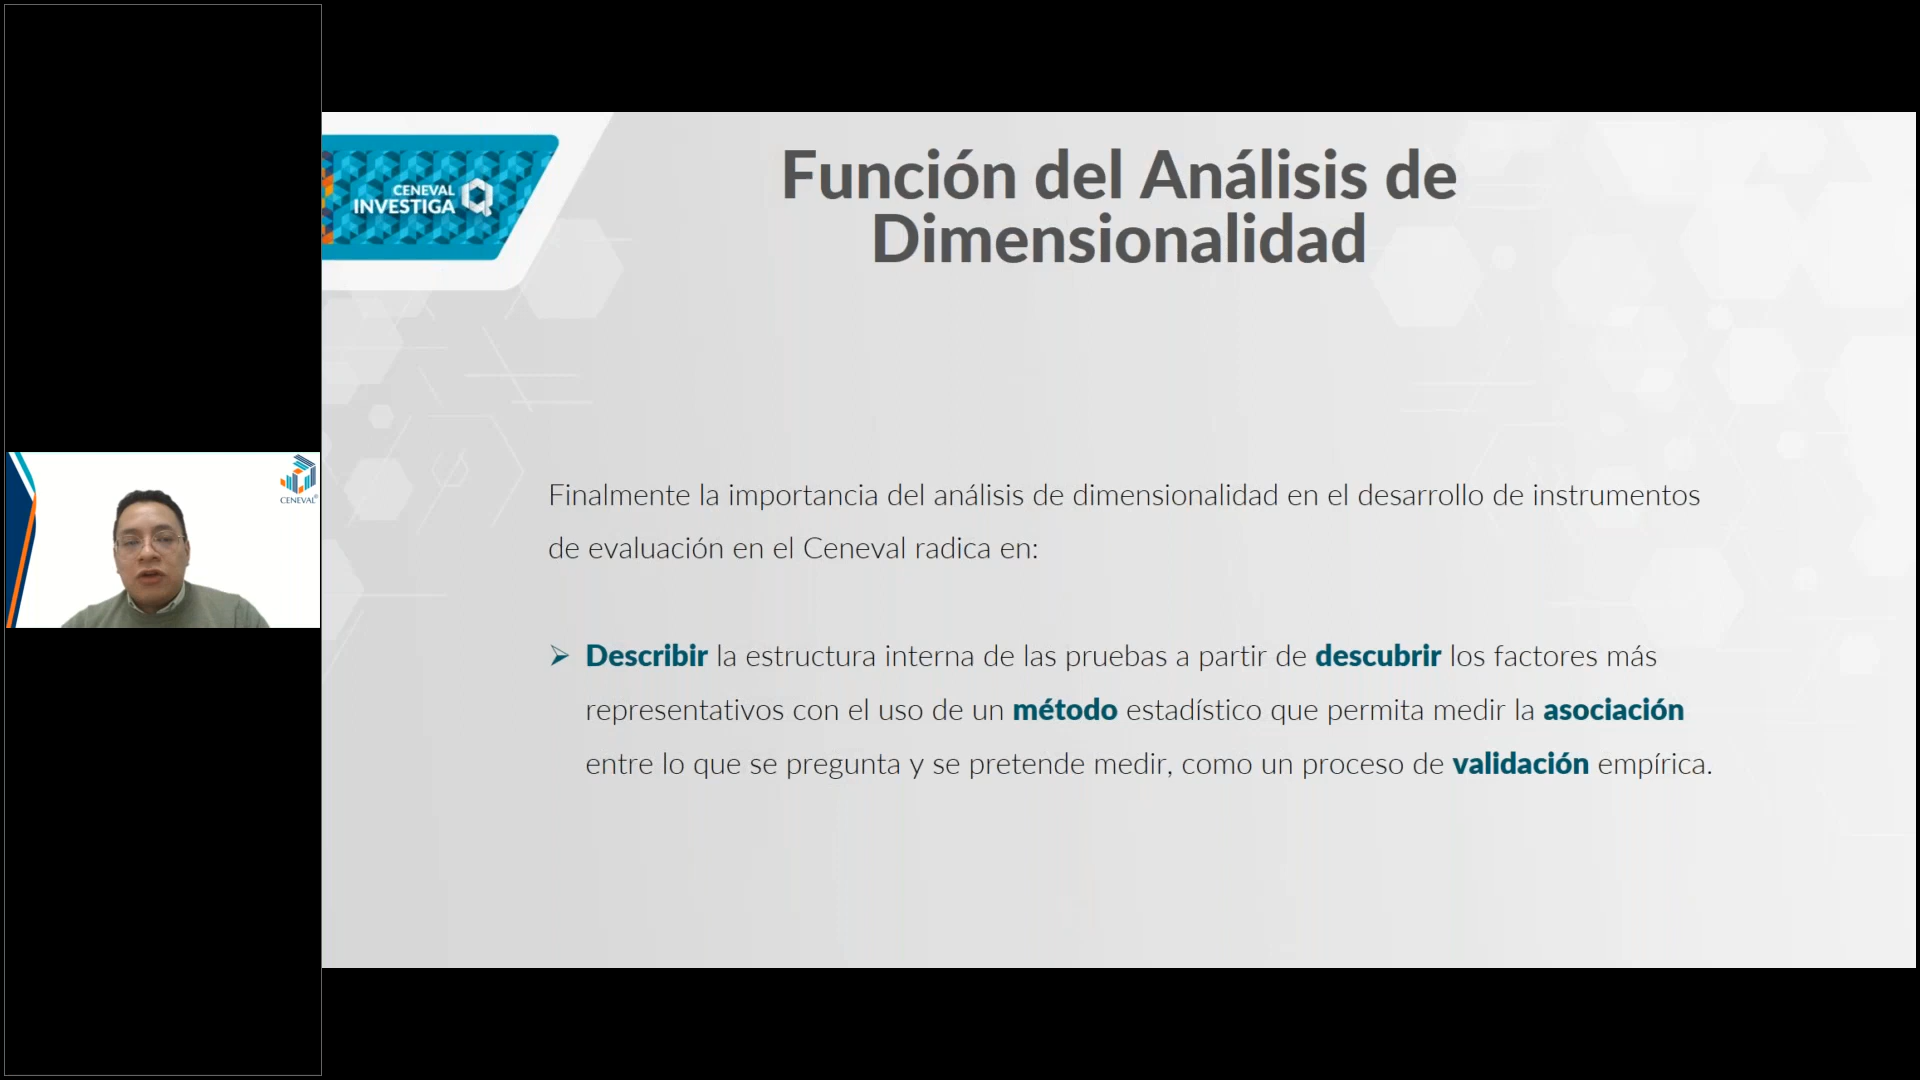 CENEVAL
INVESTIGA
Función del Análisis de
Dimensionalidad
CENEVAL®
Finalmente la importancia del análisis de dimensionalidad en el desarrollo de instrumentos
de evaluación en el Ceneval radica en:
➢ Describir la estructura interna de las pruebas a partir de descubrir los factores más
representativos con el uso de un método estadístico que permita medir la asociación
entre lo que se pregunta y se pretende medir, como un proceso de validación empírica.